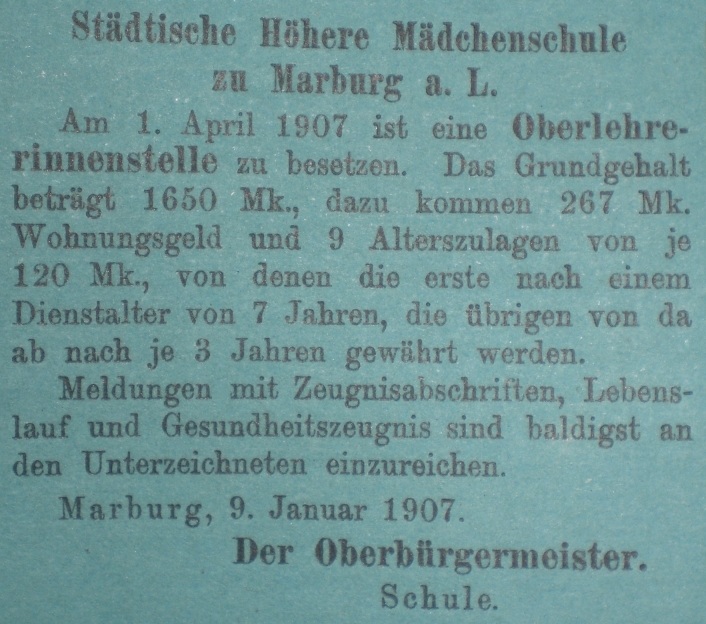 Städtische Höhere Mädchenschule
zu Marburg a. L.
Am 1. April 1907 ist eine Oberlehre-
rinnenstelle zu besetzen. Das Grundgehalt
beträgt 1650 Mk., dazu kommen 267 Mk.
Wohnungsgeld und 9 Alterszulagen von je
120 Mk., von denen die erste nach einem
Dienstalter von 7 Jahren, die übrigen von da
ab nach je 3 Jahren gewährt werden.
Meldungen mit Zeugnisabschriften, Lebens-
lauf und Gesundheitszeugnis sind baldigst an
den Unterzeichneten einzureichen.
Marburg, 9. Januar 1907.
Der Oberbürgermeister.
Schule.